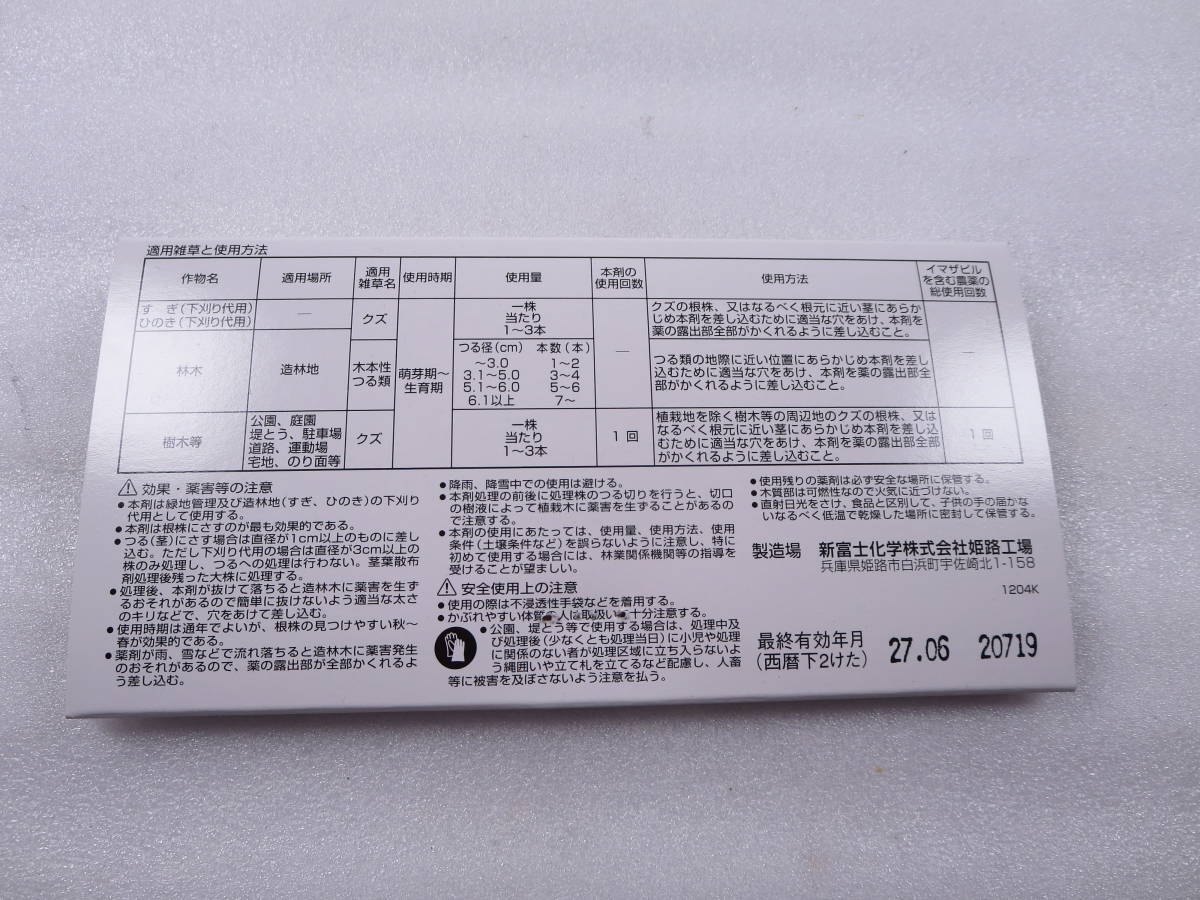 適用雑草と使用方法
作物名 適用場所 適用雑草名 使用時期 使用量 本剤の使用回数 使用方法 イマザピルを含む農薬の総使用回数
すぎ(下刈り代用)
ひのき(下刈り代用)
―
クズ
萌芽期〜
生育期
一株
当たり
1〜3本
―
クズの根株、又はなるべく根元に近い茎にあらか
じめ本剤を差し込むために適当な穴をあけ、本剤を
薬の露出部全部がかくれるように差し込むこと。
―
林木
造林地
木本性
つる類
つる径(cm) 本数(本)
〜3.0 1〜2
3.1〜5.0 3〜4
5.1〜6.0 5〜6
6.1以上 7〜
つる類の地際に近い位置にあらかじめ本剤を差し
込むために適当な穴をあけ、本剤を薬の露出部全
部がかくれるように差し込むこと。
樹木等
公園、庭園
堤とう、駐車場
道路、運動場
宅地、のり面等
クズ
一株
当たり
1〜3本
1回
植栽地を除く樹木等の周辺地のクズの根株、又は
なるべく根元に近い茎にあらかじめ本剤を差し込
むために適当な穴をあけ、本剤を薬の露出部全部
がかくれるように差し込むこと。
1回
効果・薬害等の注意
●本剤は緑地管理及び造林地(すぎ、ひのき)の下刈り
代用として使用する。
●本剤は根株にさすのが最も効果的である。
●つる(茎)にさす場合は直径が1cm以上のものに差し
込む。ただし下刈り代用の場合は直径が3cm以上の
株のみ処理し、つるへの処理は行わない。茎葉散布
剤処理後残った大株に処理する。
●処理後、本剤が抜けて落ちると造林木に薬害を生ず
るおそれがあるので簡単に抜けないよう適当な太さ
のキリなどで、穴をあけて差し込む。
●使用時期は通年でよいが、根株の見つけやすい秋〜
春が効果的である。
●薬剤が雨、雪などで流れ落ちると造林木に薬害発生
のおそれがあるので、薬の露出部が全部かくれるよ
う差し込む。
●降雨、降雪中での使用は避ける。
●本剤処理の前後に処理株のつる切りを行うと、切口
の樹液によって植栽木に薬害を生ずることがあるの
で注意する。
●本剤の使用にあたっては、使用量、使用方法、使用
条件(土壌条件など)を誤らないように注意し、特に
初めて使用する場合には、林業関係機関等の指導を
受けることが望ましい。
安全使用上の注意
●使用の際は不浸透性手袋などを着用する。
●かぶれやすい体質の人は取扱いに十分注意する。
●公園、堤とう等で使用する場合は、処理中及
び処理後(少なくとも処理当日)に小児や処理
に関係のない者が処理区域に立ち入らないよ
う縄囲いや立て札を立てるなど配慮し、人畜
等に被害を及ぼさないよう注意を払う。
●使用残りの薬剤は必ず安全な場所に保管する。
●木質部は可燃性なので火気に近づけない。
●直射日光をさけ、食品と区別して、子供の手の届かな
いなるべく低温で乾燥した場所に密封して保管する。
製造場 新富士化学株式会社姫路工場
兵庫県姫路市白浜町宇佐崎北1-158
1204K
最終有効年月
(西暦下2けた)
27.06 20719